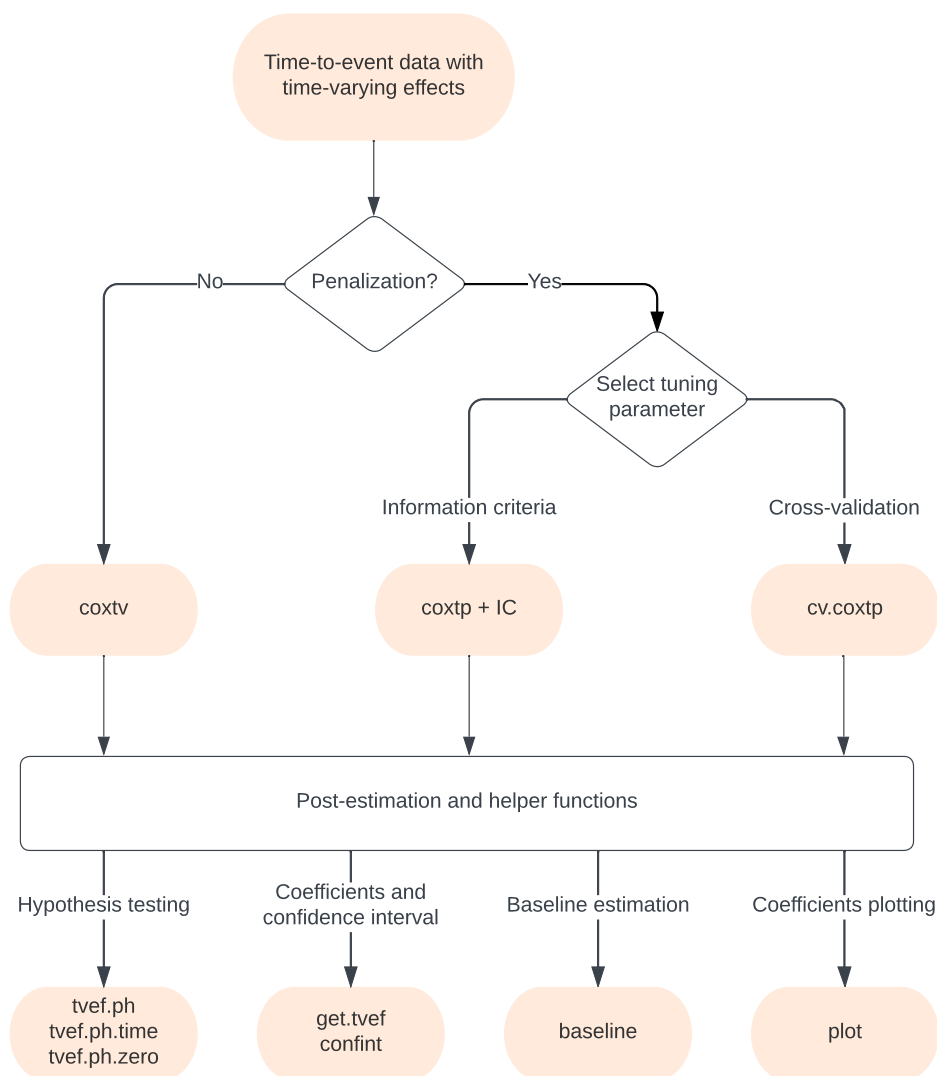 Time-to-event data with
time-varying effects
Penalization?
No
Yes
Select tuning
parameter
Information criteria
Cross-validation
coxtv
coxtp + IC
cv.coxtp
Post-estimation and helper functions
Hypothesis testing
Coefficients and
confidence interval
Baseline estimation
Coefficients plotting
tvef.ph
tvef.ph.time
tvef.ph.zero
get.tvef
confint
baseline
plot